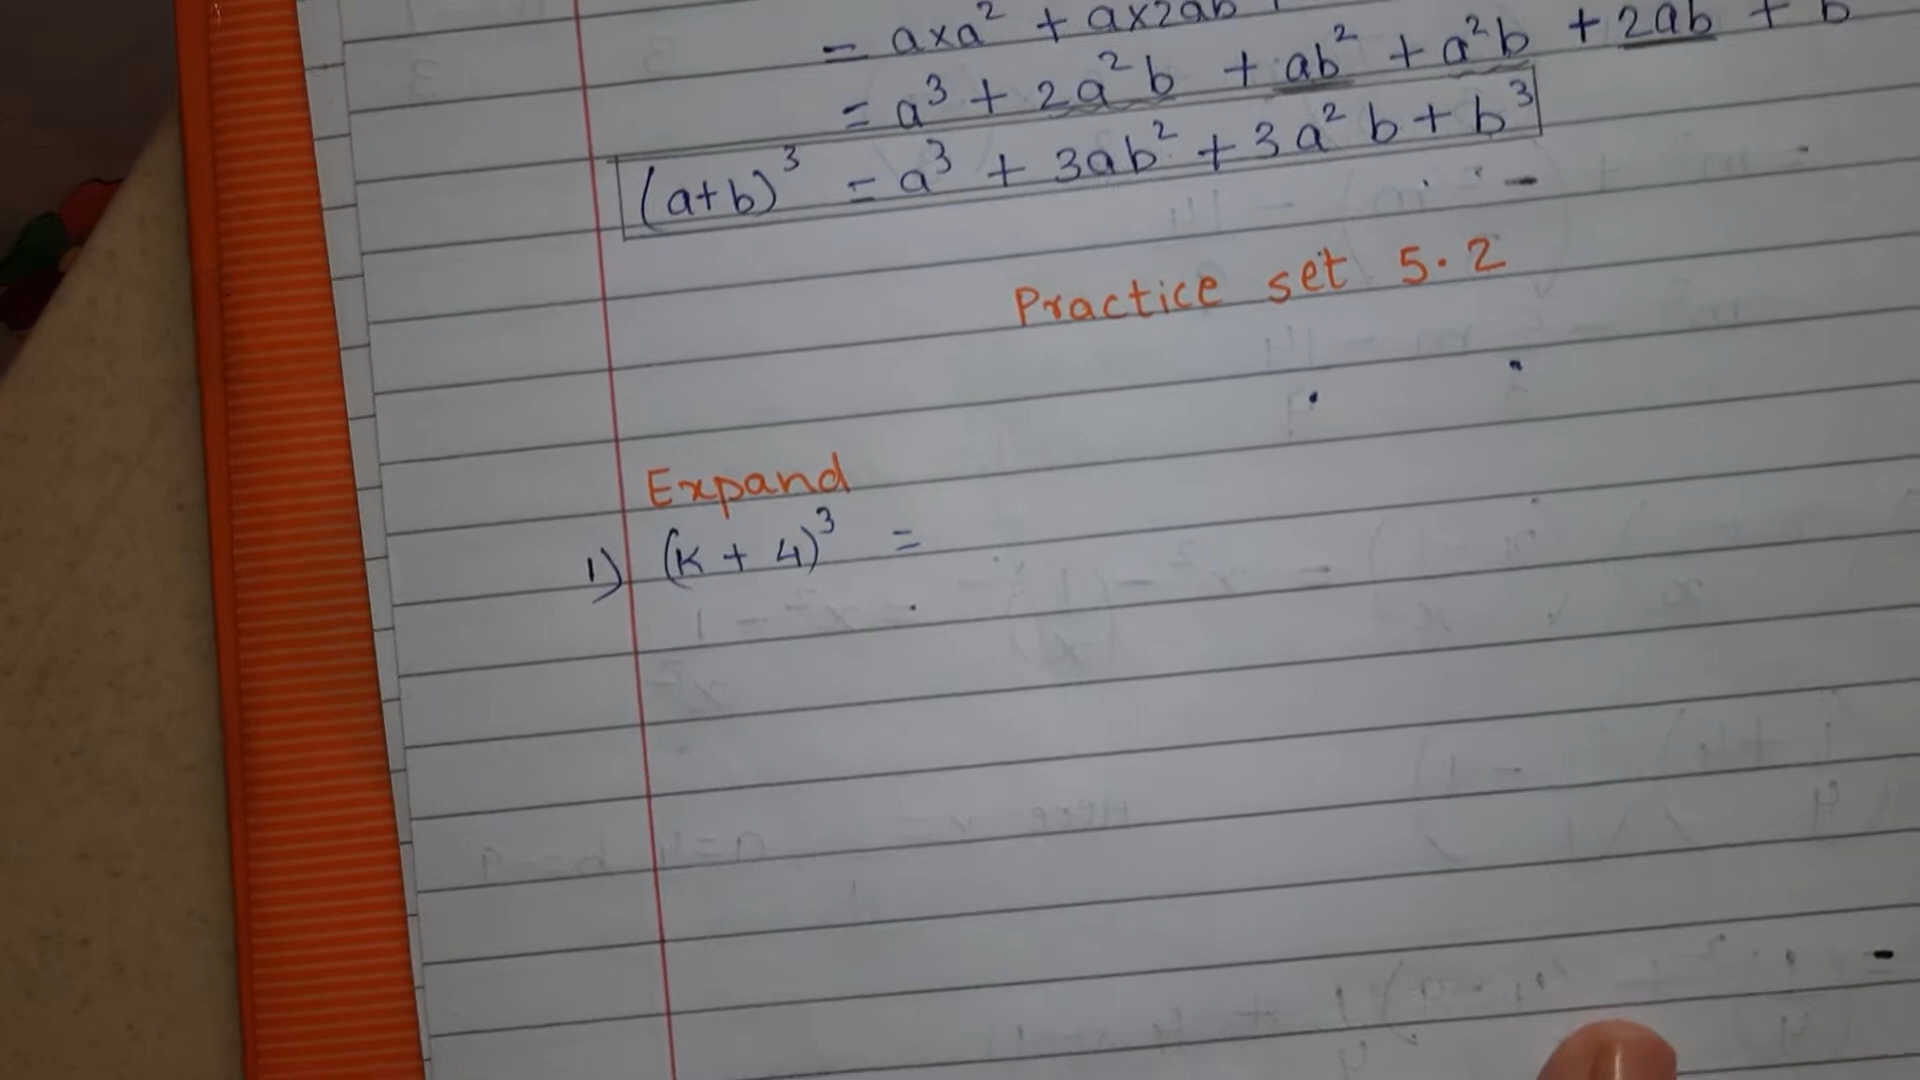 = a×a² + a×2ab
= a³ + 2a²b + ab² + a²b + 2ab + b
(a+b)³ = a³ + 3ab² + 3a²b + b³
Practice set 5.2
Expand
1) (k + 4)³ =